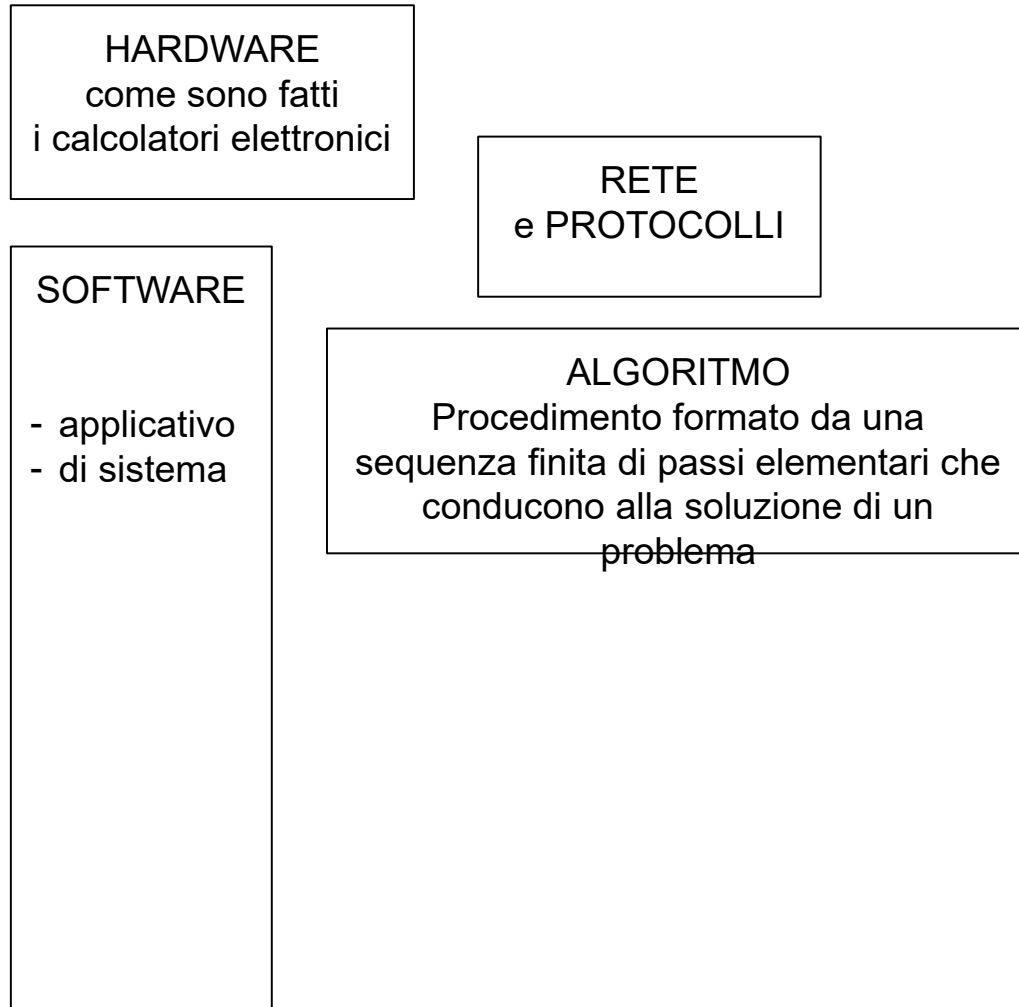 HARDWARE
come sono fatti
i calcolatori elettronici
RETE
e PROTOCOLLI
SOFTWARE
- applicativo
- di sistema
ALGORITMO
Procedimento formato da una
sequenza finita di passi elementari che
conducono alla soluzione di un
problema